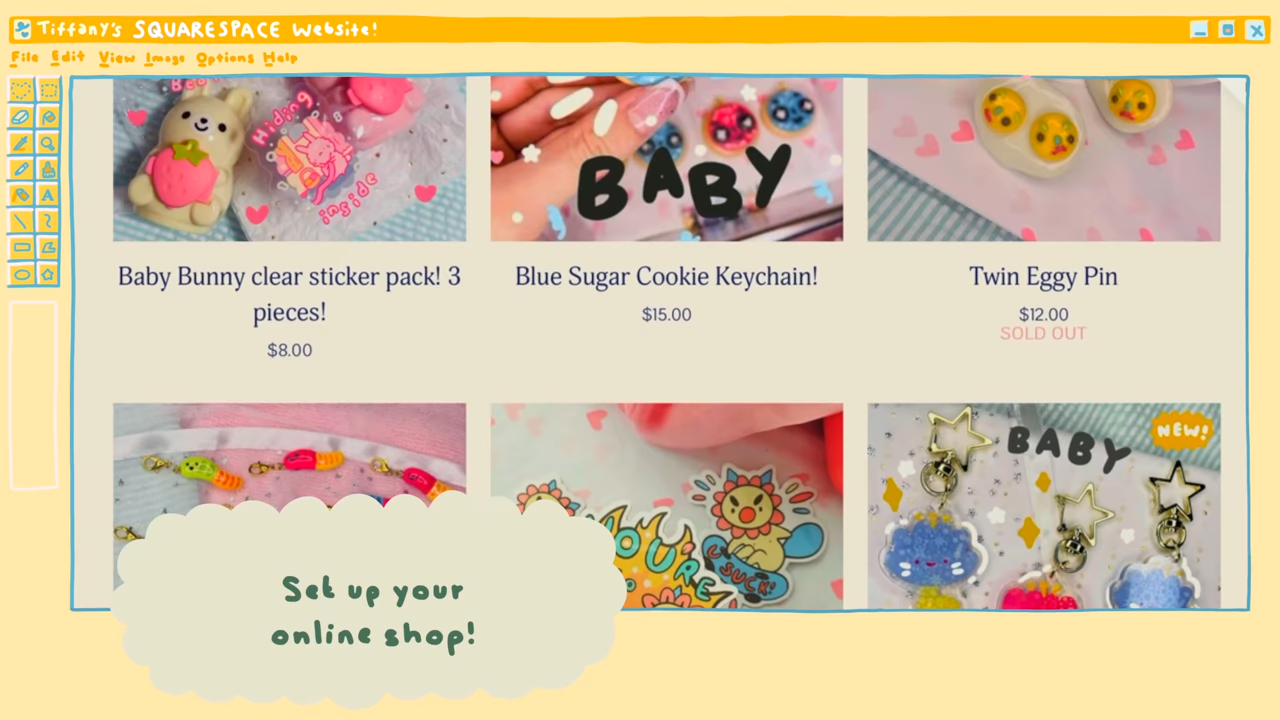 Tiffany's SQUARESPACE Website!
File Edit View Image Options Help
A
Hiding
inside
BABY
Baby Bunny clear sticker pack! 3
pieces!
$8.00
Blue Sugar Cookie Keychain!
$15.00
Twin Eggy Pin
$12.00
SOLD OUT
YOU'RE
U SUCK!
BABY
NEW!
Set up your
online shop!